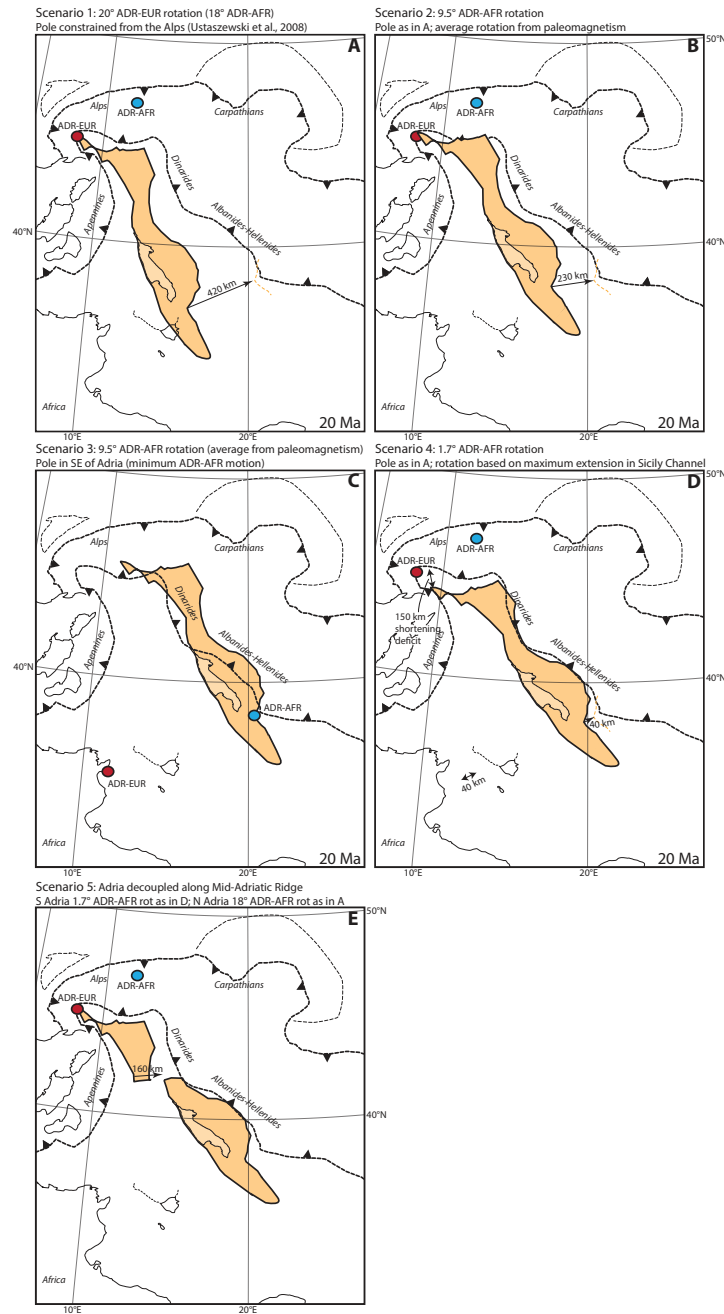 Scenario 1: 20° ADR-EUR rotation (18° ADR-AFR)
Pole constrained from the Alps (Ustaszewski et al., 2008)
A
Alps
ADR-AFR
Carpathians
ADR-EUR
Dinarides
Apennines
Albanides-Hellenides
40°N
420 km
Africa
20 Ma
10°E
20°E
Scenario 2: 9.5° ADR-AFR rotation
Pole as in A; average rotation from paleomagnetism
50°N
B
Alps
ADR-AFR
Carpathians
ADR-EUR
Dinarides
Apennines
Albanides-Hellenides
40°N
230 km
Africa
20 Ma
10°E
20°E
Scenario 3: 9.5° ADR-AFR rotation (average from paleomagnetism)
Pole in SE of Adria (minimum ADR-AFR motion)
C
Alps
Carpathians
Dinarides
Apennines
Albanides-Hellenides
40°N
ADR-AFR
ADR-EUR
Africa
20 Ma
10°E
20°E
Scenario 4: 1.7° ADR-AFR rotation
Pole as in A; rotation based on maximum extension in Sicily Channel
50°N
D
Alps
ADR-AFR
Carpathians
ADR-EUR
Dinarides
150 km
shortening
deficit
Apennines
Albanides-Hellenides
40°N
40 km
40 km
Africa
20 Ma
10°E
20°E
Scenario 5: Adria decoupled along Mid-Adriatic Ridge
S Adria 1.7° ADR-AFR rot as in D; N Adria 18° ADR-AFR rot as in A
50°N
E
Alps
ADR-AFR
Carpathians
ADR-EUR
Dinarides
160 km
Apennines
Albanides-Hellenides
40°N
Africa
20 Ma
10°E
20°E